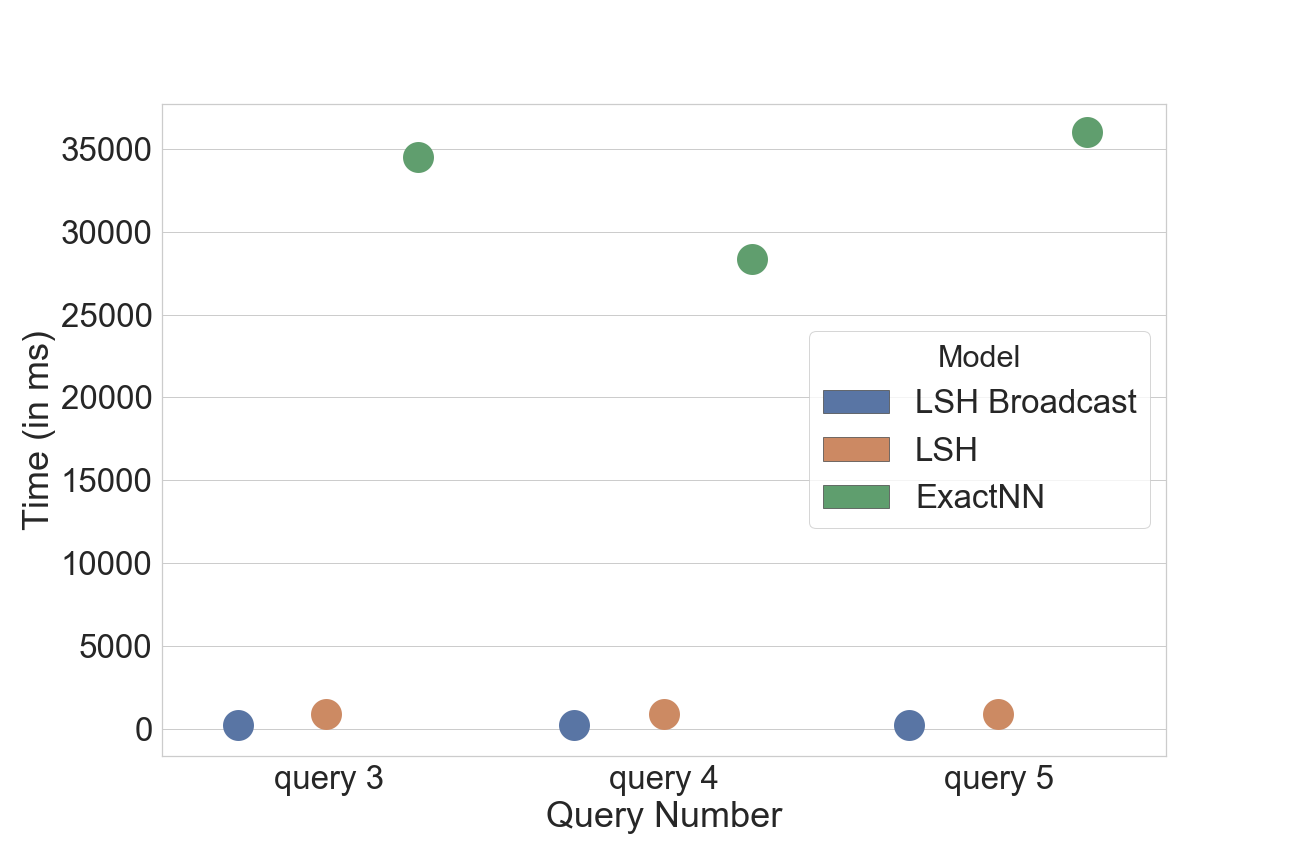 35000
30000
25000
20000
15000
10000
5000
0
Time (in ms)
Model
LSH Broadcast
LSH
ExactNN
query 3
query 4
query 5
Query Number